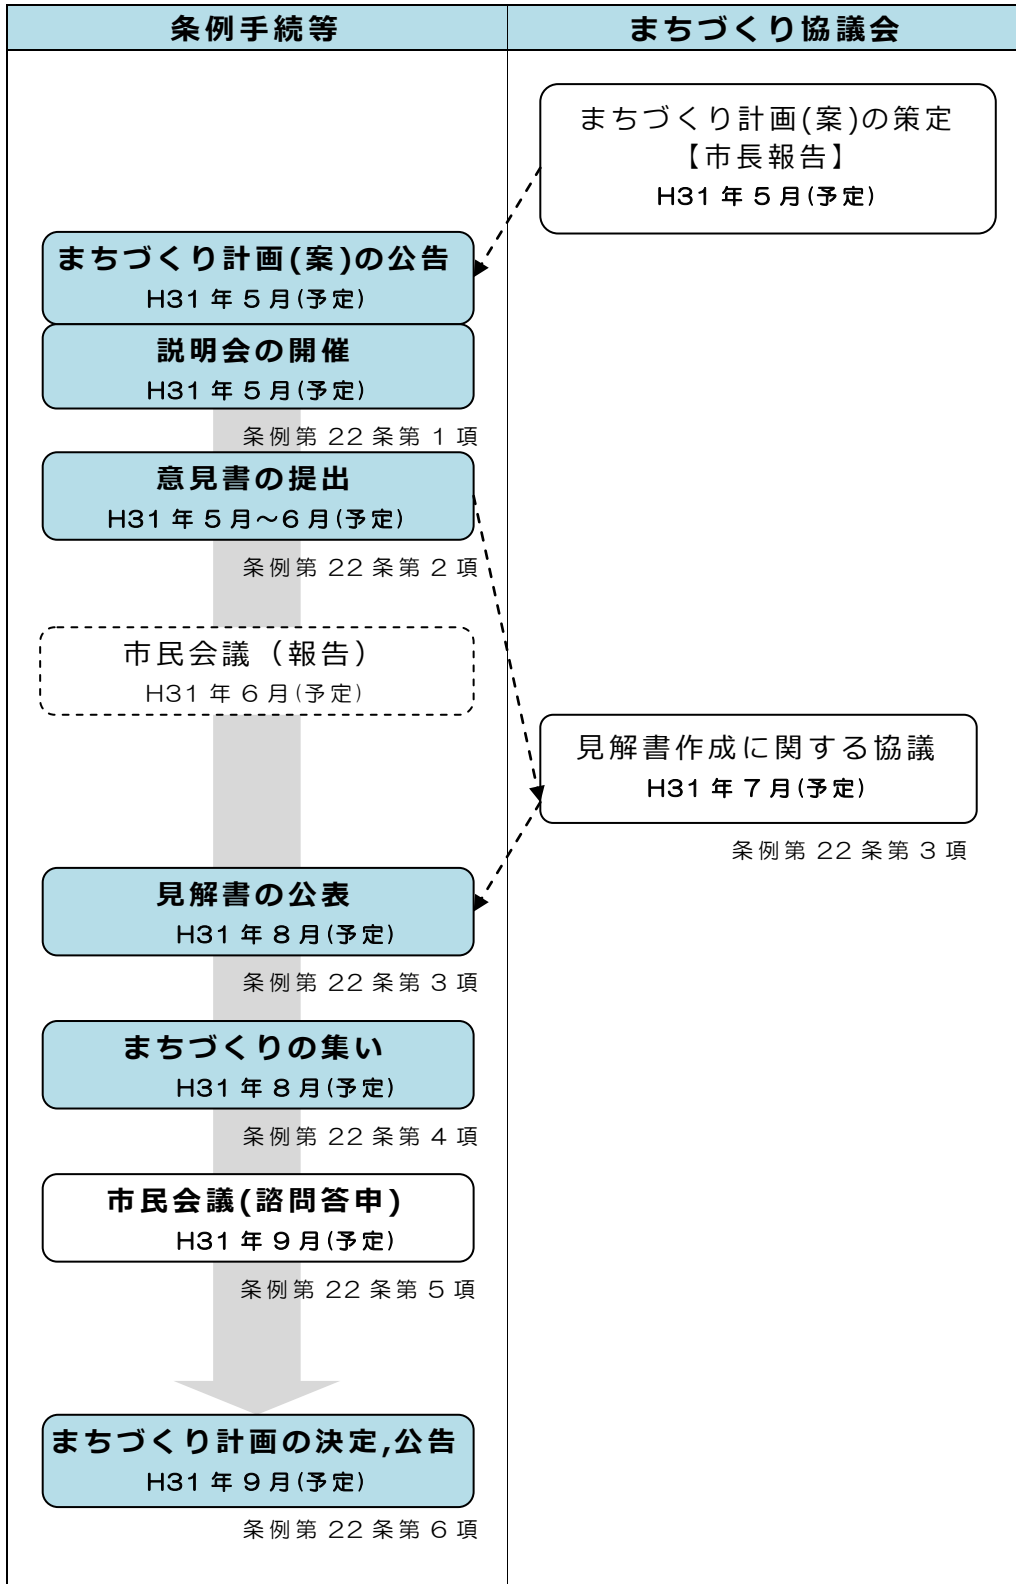 条例手続等
まちづくり協議会
まちづくり計画(案)の策定
【市長報告】
H31年5月(予定)
まちづくり計画(案)の公告
H31年5月(予定)
説明会の開催
H31年5月(予定)
条例第22条第1項
意見書の提出
H31年5月～6月(予定)
条例第22条第2項
市民会議（報告）
H31年6月(予定)
見解書作成に関する協議
H31年7月(予定)
条例第22条第3項
見解書の公表
H31年8月(予定)
条例第22条第3項
まちづくりの集い
H31年8月(予定)
条例第22条第4項
市民会議(諮問答申)
H31年9月(予定)
条例第22条第5項
まちづくり計画の決定,公告
H31年9月(予定)
条例第22条第6項